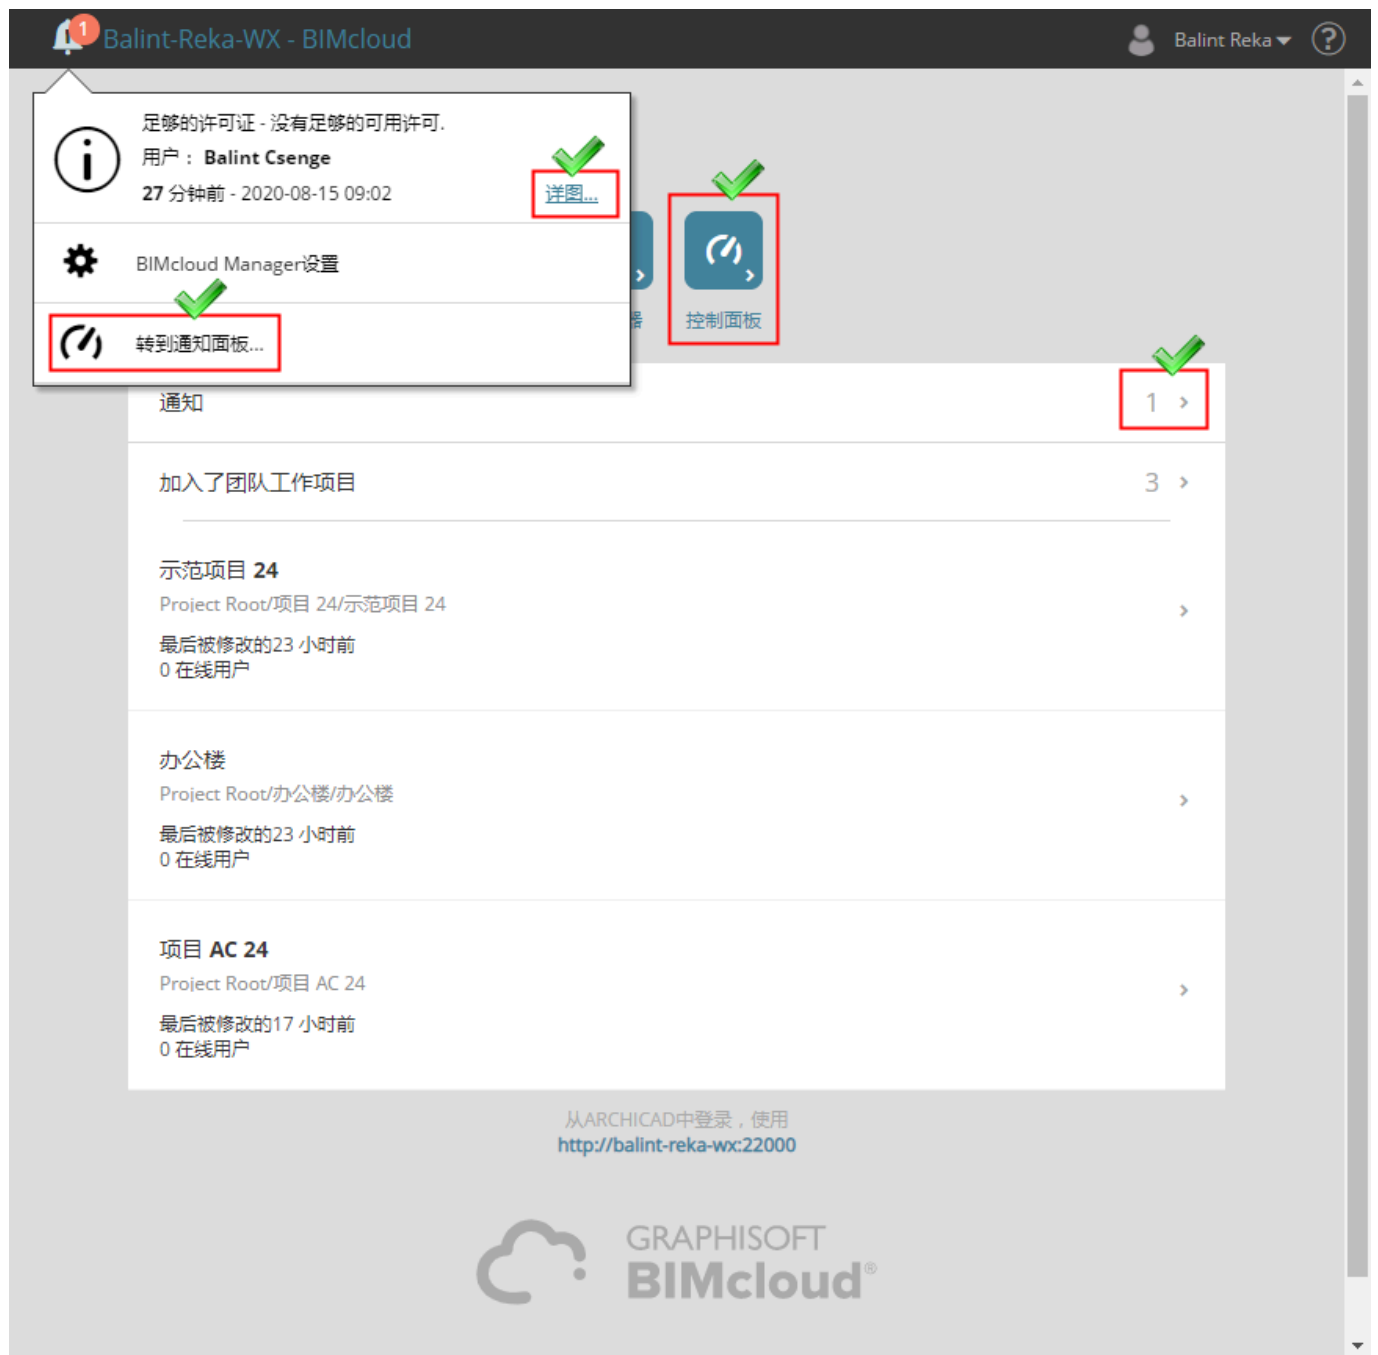 1
Balint-Reka-WX - BIMcloud
Balint Reka
?
足够的许可证 - 没有足够的可用许可.
用户： Balint Csenge
27 分钟前 - 2020-08-15 09:02
详图...
BIMcloud Manager设置
转到通知面板...
器
控制面板
通知
1
加入了团队工作项目
3
示范项目 24
Project Root/项目 24/示范项目 24
最后被修改的23 小时前
0 在线用户
办公楼
Project Root/办公楼/办公楼
最后被修改的23 小时前
0 在线用户
项目 AC 24
Project Root/项目 AC 24
最后被修改的17 小时前
0 在线用户
从ARCHICAD中登录，使用
http://balint-reka-wx:22000
GRAPHISOFT
BIMcloud®